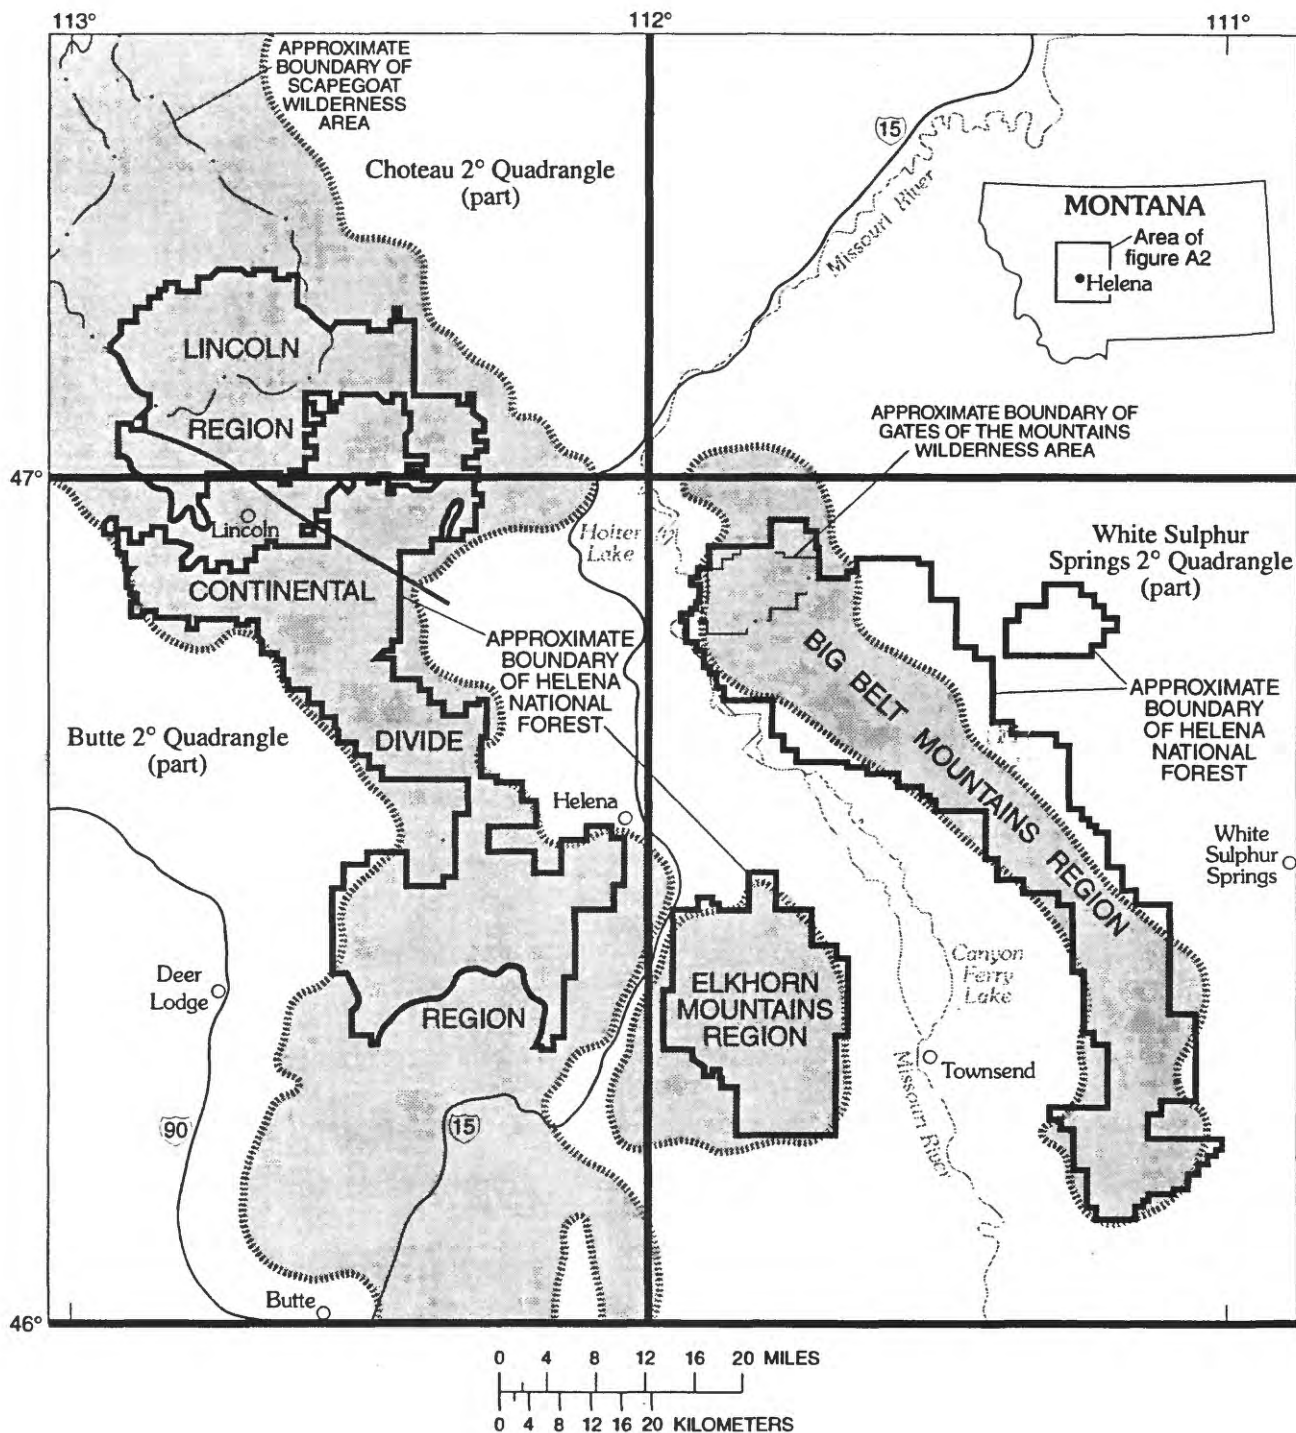 113°
112°
111°
APPROXIMATE
BOUNDARY OF
SCAPEGOAT
WILDERNESS
AREA
Choteau 2° Quadrangle
(part)
15
Missouri River
MONTANA
Area of
figure A2
Helena
LINCOLN
REGION
APPROXIMATE BOUNDARY OF
GATES OF THE MOUNTAINS
WILDERNESS AREA
47°
Lincoln
Holter
Lake
White Sulphur
Springs 2° Quadrangle
(part)
CONTINENTAL
APPROXIMATE
BOUNDARY
OF HELENA
NATIONAL
FOREST
BIG BELT MOUNTAINS REGION
APPROXIMATE
BOUNDARY
OF HELENA
NATIONAL
FOREST
Butte 2° Quadrangle
(part)
DIVIDE
Helena
White
Sulphur
Springs
Deer
Lodge
REGION
ELKHORN
MOUNTAINS
REGION
Canyon
Ferry
Lake
Townsend
Missouri River
90
15
Butte
46°
0 4 8 12 16 20 MILES
0 4 8 12 16 20 KILOMETERS